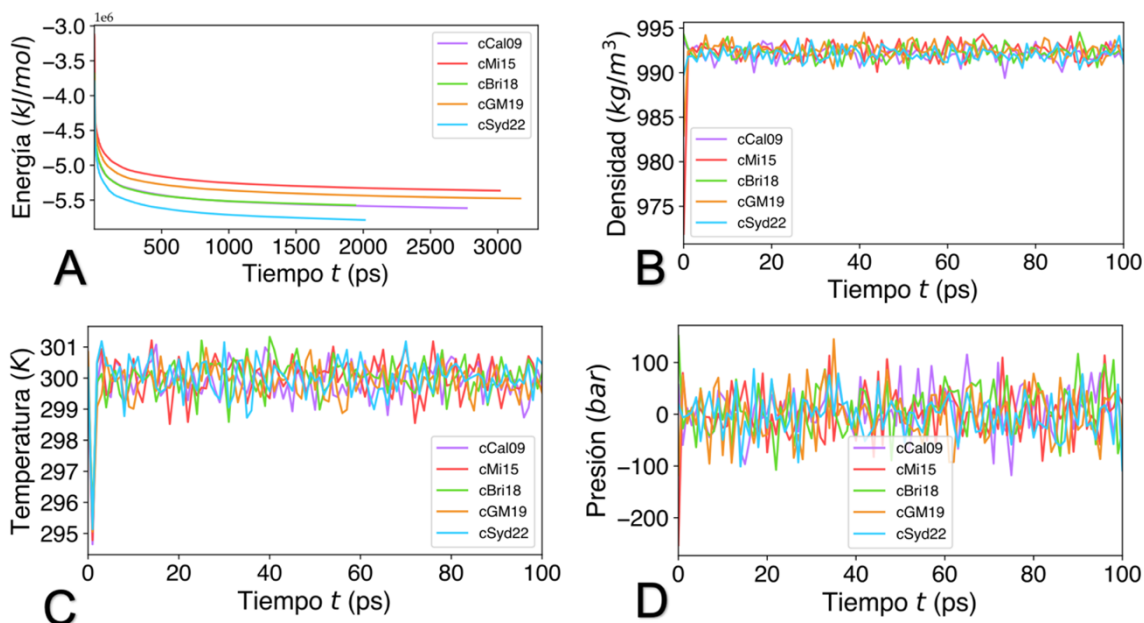 1e6
−3.0
−3.5
−4.0
−4.5
−5.0
−5.5
Energía (kJ/mol)
cCal09
cMi15
cBri18
cGM19
cSyd22
500 1000 1500 2000 2500 3000
Tiempo t (ps)
A
995
990
985
980
975
Densidad (kg/m³)
cCal09
cMi15
cBri18
cGM19
cSyd22
0 20 40 60 80 100
Tiempo t (ps)
B
301
300
299
298
297
296
295
Temperatura (K)
cCal09
cMi15
cBri18
cGM19
cSyd22
0 20 40 60 80 100
Tiempo t (ps)
C
100
0
−100
−200
Presión (bar)
cCal09
cMi15
cBri18
cGM19
cSyd22
0 20 40 60 80 100
Tiempo t (ps)
D